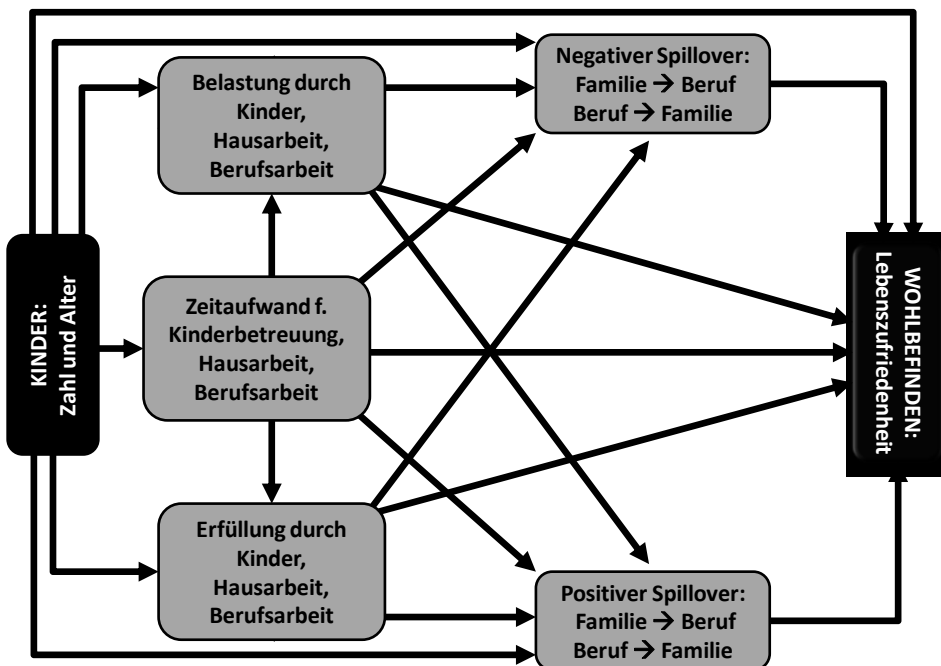 KINDER:
Zahl und Alter
Belastung durch
Kinder,
Hausarbeit,
Berufsarbeit
Zeitaufwand f.
Kinderbetreuung,
Hausarbeit,
Berufsarbeit
Erfüllung durch
Kinder,
Hausarbeit,
Berufsarbeit
Negativer Spillover:
Familie → Beruf
Beruf → Familie
Positiver Spillover:
Familie → Beruf
Beruf → Familie
WOHLBEFINDEN:
Lebenszufriedenheit